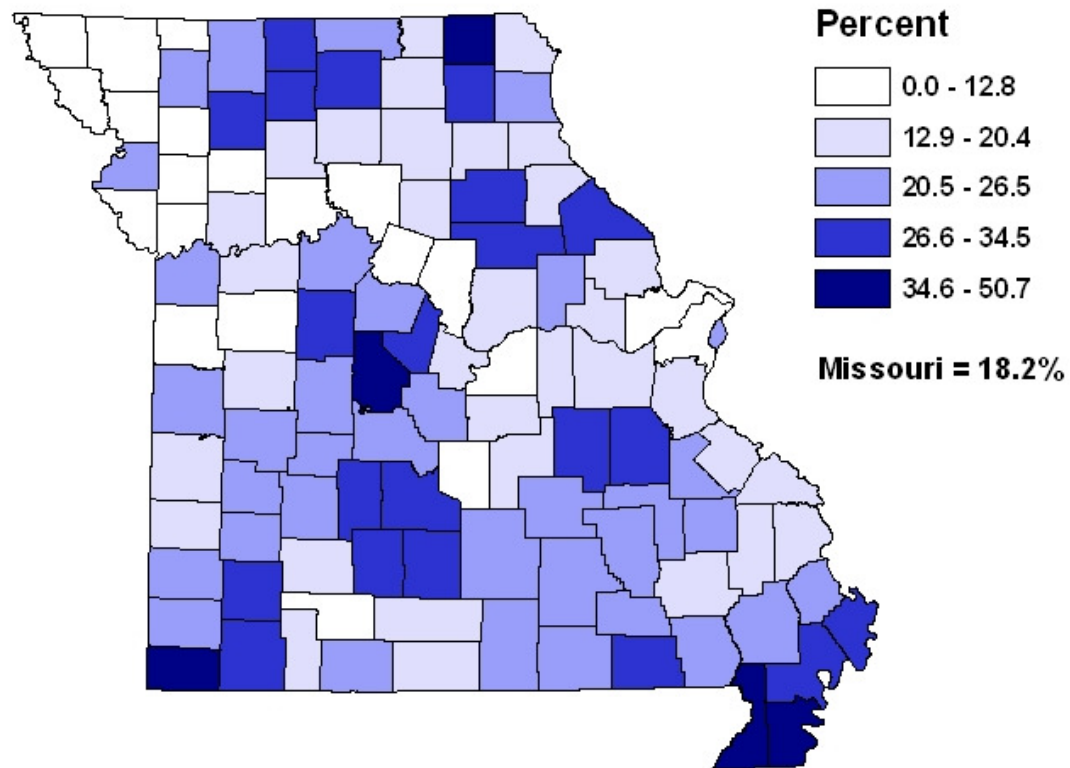 Percent
0.0 - 12.8
12.9 - 20.4
20.5 - 26.5
26.6 - 34.5
34.6 - 50.7
Missouri = 18.2%